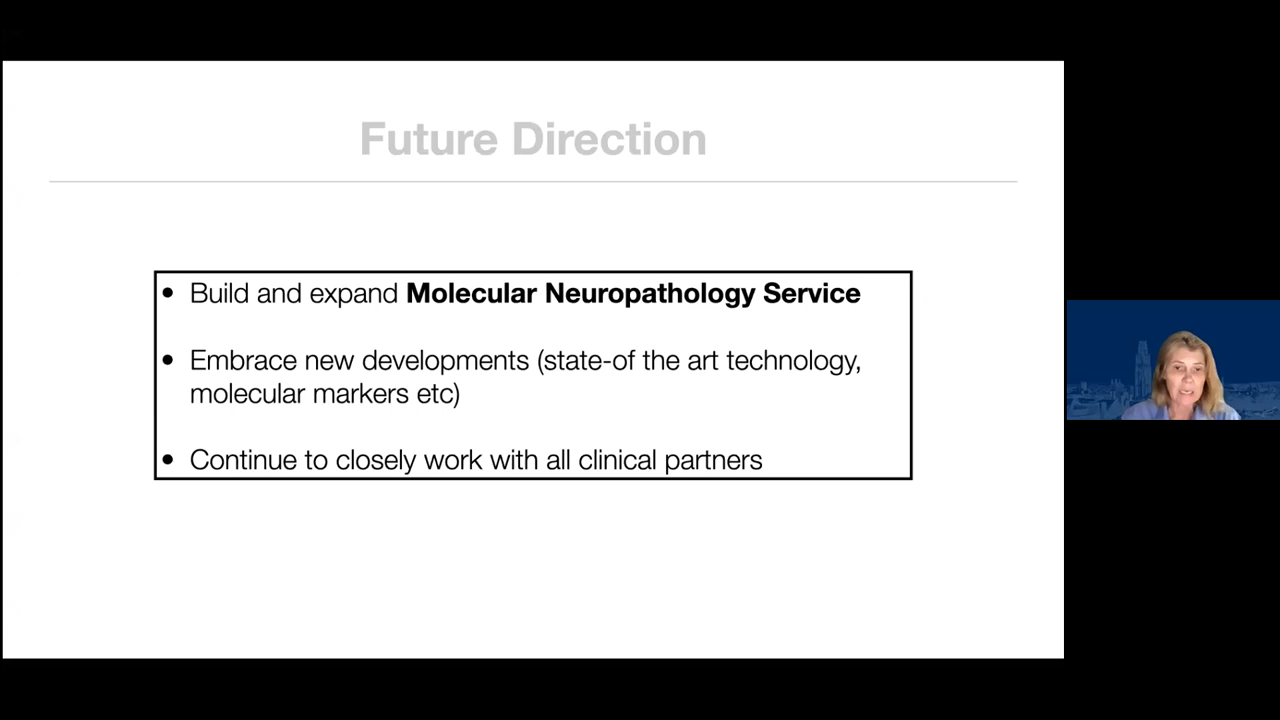 Future Direction
• Build and expand Molecular Neuropathology Service
• Embrace new developments (state-of the art technology,
molecular markers etc)
• Continue to closely work with all clinical partners